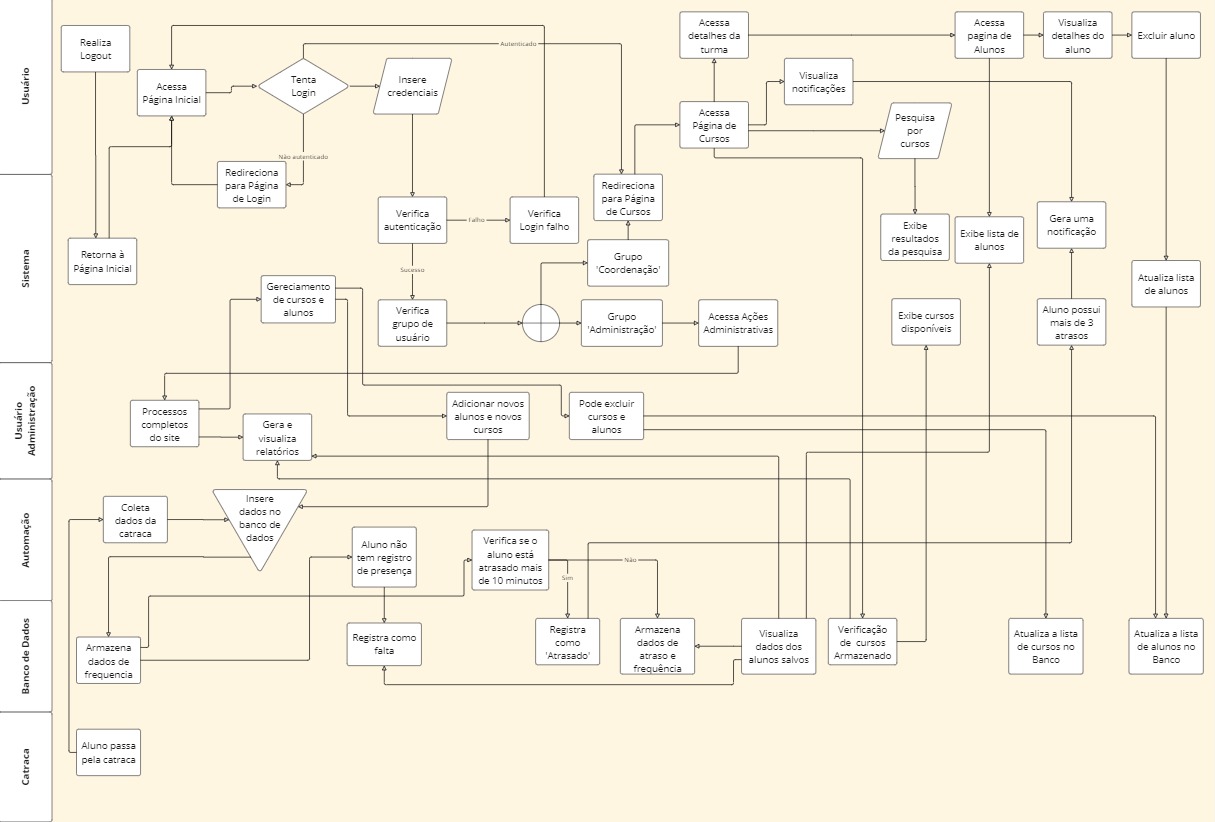 Usuário
Realiza
Logout
Acessa
Página Inicial
Tenta
Login
Insere
credenciais
Autenticado
Não autenticado
Redireciona
para Página
de Login
Acessa
detalhes da
turma
Acessa
Página de
Cursos
Visualiza
notificações
Pesquisa
por
cursos
Acessa
pagina de
Alunos
Visualiza
detalhes do
aluno
Excluir aluno
Sistema
Retorna à
Página Inicial
Verifica
autenticação
Falho
Verifica
Login falho
Redireciona
para Página
de Cursos
Sucesso
Grupo
'Coordenação'
Gereciamento
de cursos e
alunos
Verifica
grupo de
usuário
Grupo
'Administração'
Acessa Ações
Administrativas
Exibe
resultados
da pesquisa
Exibe lista de
alunos
Gera uma
notificação
Atualiza lista
de alunos
Exibe cursos
disponíveis
Aluno possui
mais de 3
atrasos
Usuário
Administração
Processos
completos
do site
Gera e
visualiza
relatórios
Adicionar novos
alunos e novos
cursos
Pode excluir
cursos e
alunos
Automação
Coleta
dados da
catraca
Insere
dados no
banco de
dados
Aluno não
tem registro
de presença
Verifica se o
aluno está
atrasado mais
de 10 minutos
Sim
Não
Banco de Dados
Armazena
dados de
frequencia
Registra como
falta
Registra
como
'Atrasado'
Armazena
dados de
atraso e
frequência
Visualiza
dados dos
alunos salvos
Verificação
de cursos
Armazenado
Atualiza a lista
de cursos no
Banco
Atualiza a lista
de alunos no
Banco
Catraca
Aluno passa
pela catraca